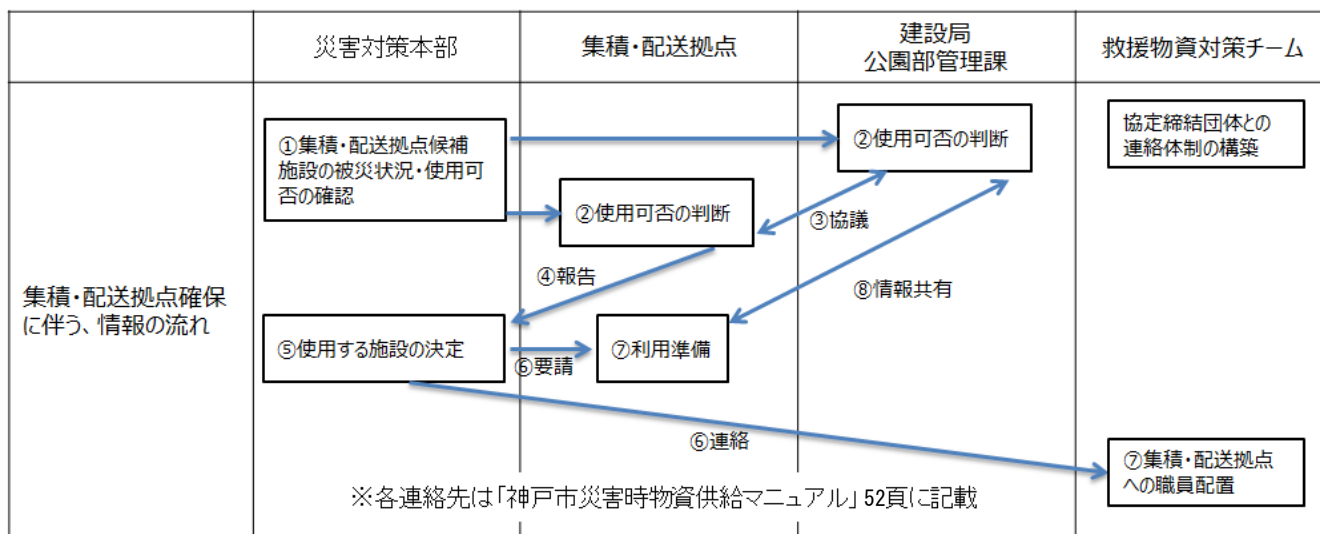 災害対策本部
集積・配送拠点
建設局
公園部管理課
救援物資対策チーム
集積・配送拠点確保
に伴う、情報の流れ
①集積・配送拠点候補
施設の被災状況・使用可
否の確認
②使用可否の判断
②使用可否の判断
協定締結団体との
連絡体制の構築
③協議
④報告
⑧情報共有
⑤使用する施設の決定
⑥要請
⑦利用準備
⑥連絡
⑦集積・配送拠点
への職員配置
※各連絡先は「神戸市災害時物資供給マニュアル」52頁に記載